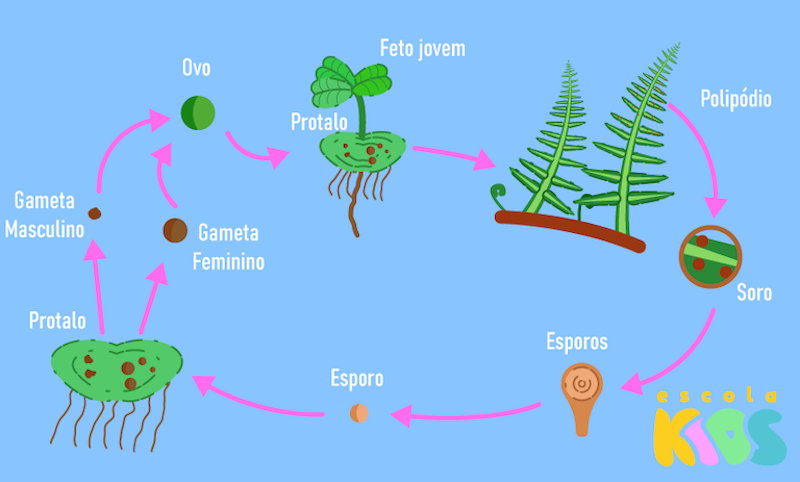 Feto jovem
Ovo
Polipódio
Protalo
Gameta
Masculino
Gameta
Feminino
Soro
Protalo
Esporos
Esporo
escola
KIDS